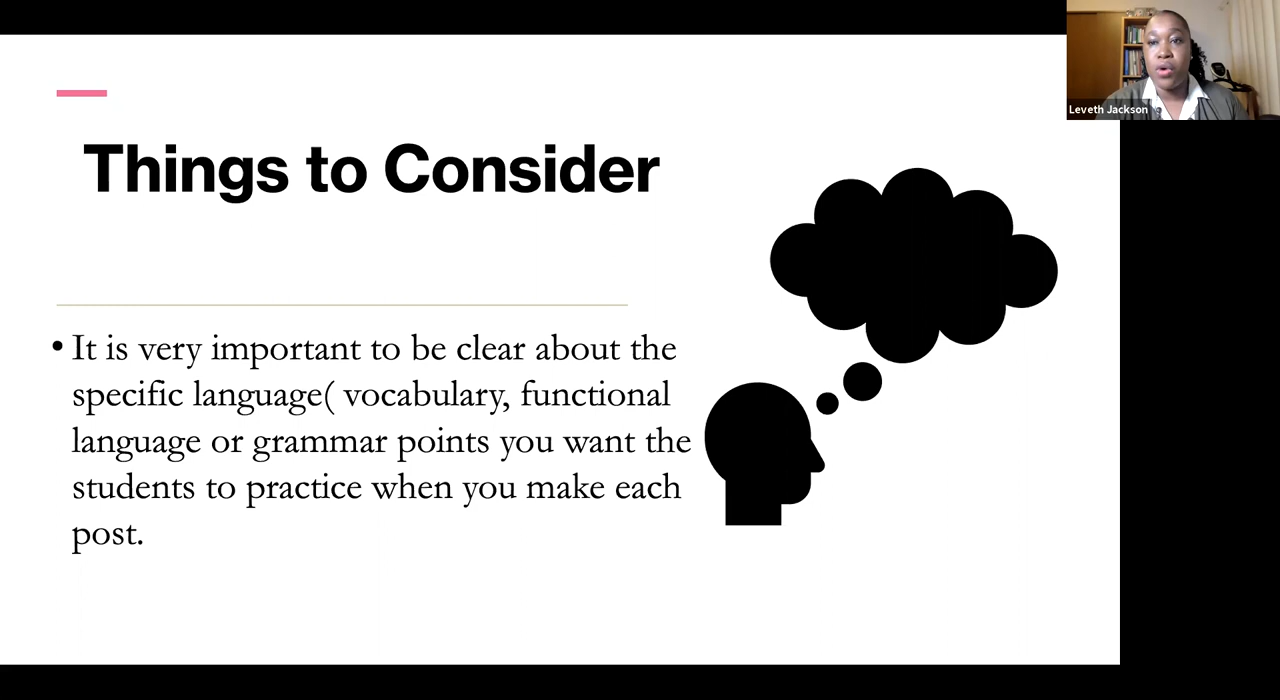 Leveth Jackson
Things to Consider
• It is very important to be clear about the
specific language( vocabulary, functional
language or grammar points you want the
students to practice when you make each
post.